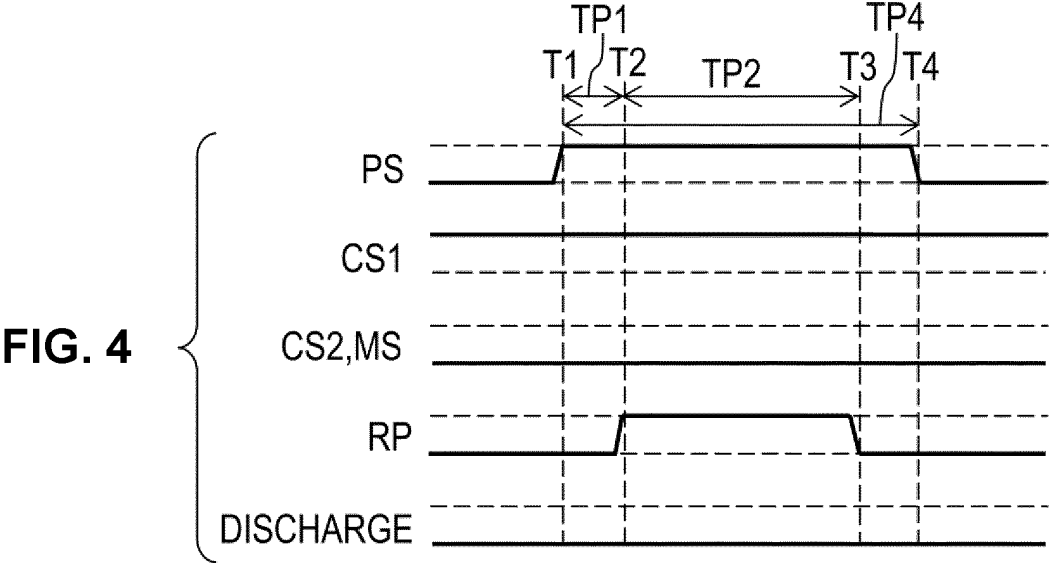 TP1 TP4
T1 T2 TP2 T3 T4
PS
CS1
FIG. 4
CS2,MS
RP
DISCHARGE